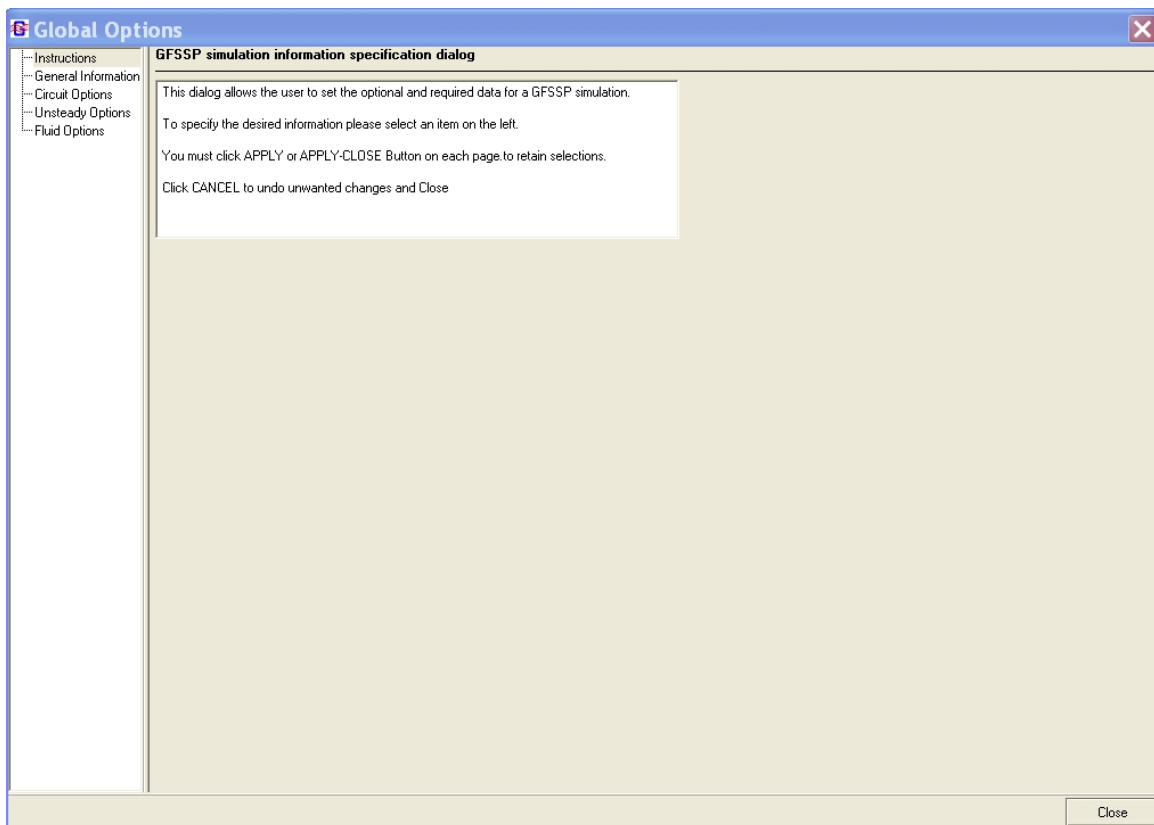 Global Options
Instructions
General Information
Circuit Options
Unsteady Options
Fluid Options
GFSSP simulation information specification dialog
This dialog allows the user to set the optional and required data for a GFSSP simulation.
To specify the desired information please select an item on the left.
You must click APPLY or APPLY-CLOSE Button on each page.to retain selections.
Click CANCEL to undo unwanted changes and Close
Close